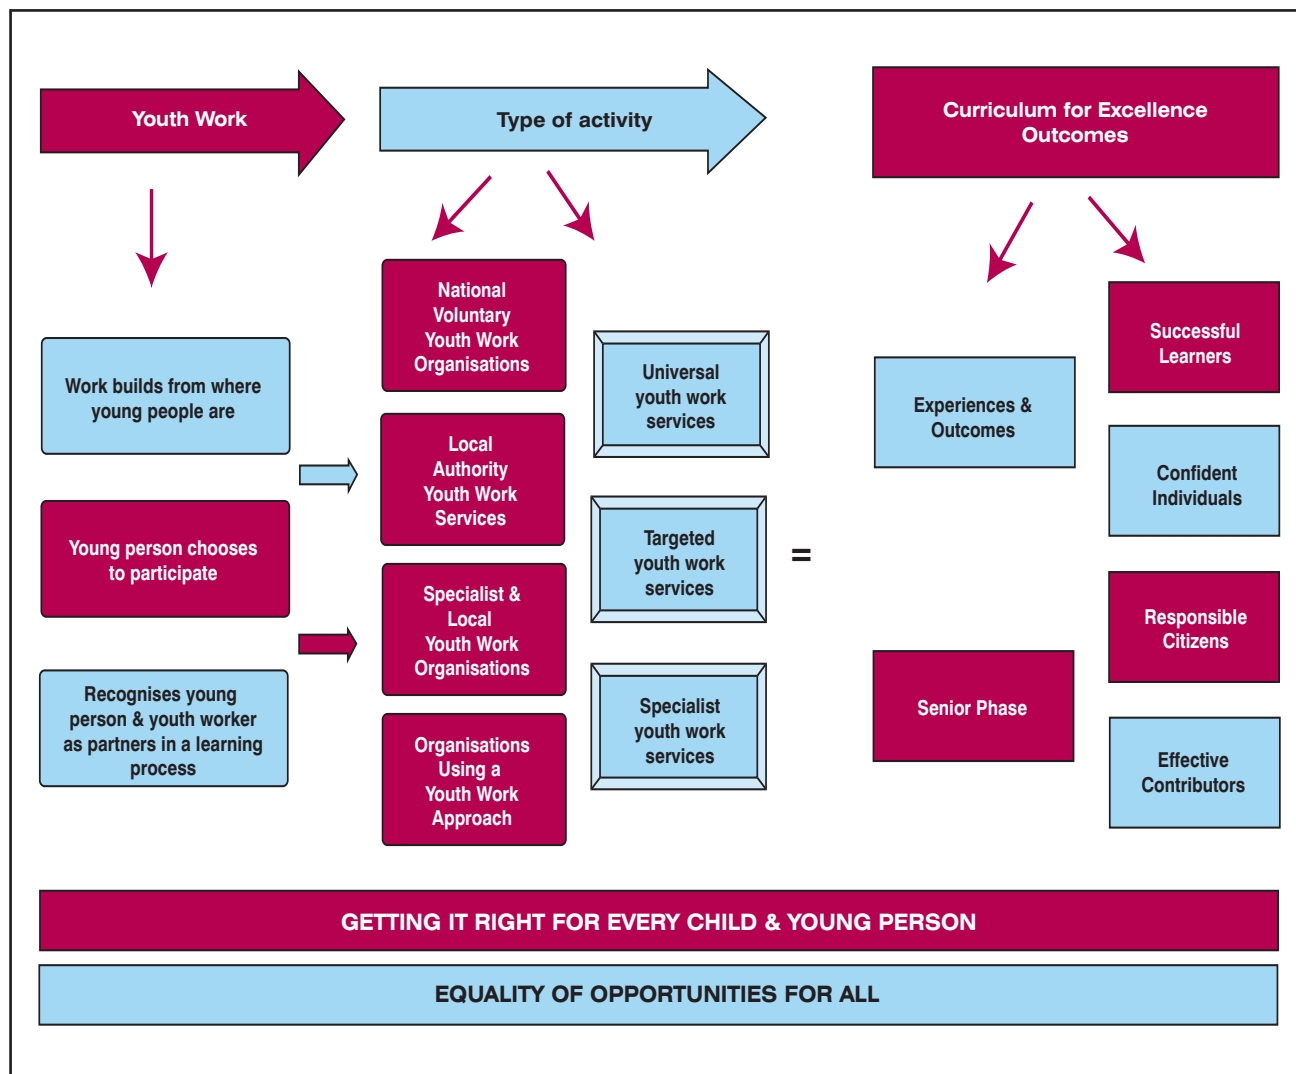 Youth Work
Type of activity
Curriculum for Excellence
Outcomes
Work builds from where
young people are
Young person chooses
to participate
Recognises young
person & youth worker
as partners in a learning
process
National
Voluntary
Youth Work
Organisations
Local
Authority
Youth Work
Services
Specialist &
Local
Youth Work
Organisations
Organisations
Using a
Youth Work
Approach
Universal
youth work
services
Targeted
youth work
services
Specialist
youth work
services
=
Experiences &
Outcomes
Senior Phase
Successful
Learners
Confident
Individuals
Responsible
Citizens
Effective
Contributors
GETTING IT RIGHT FOR EVERY CHILD & YOUNG PERSON
EQUALITY OF OPPORTUNITIES FOR ALL